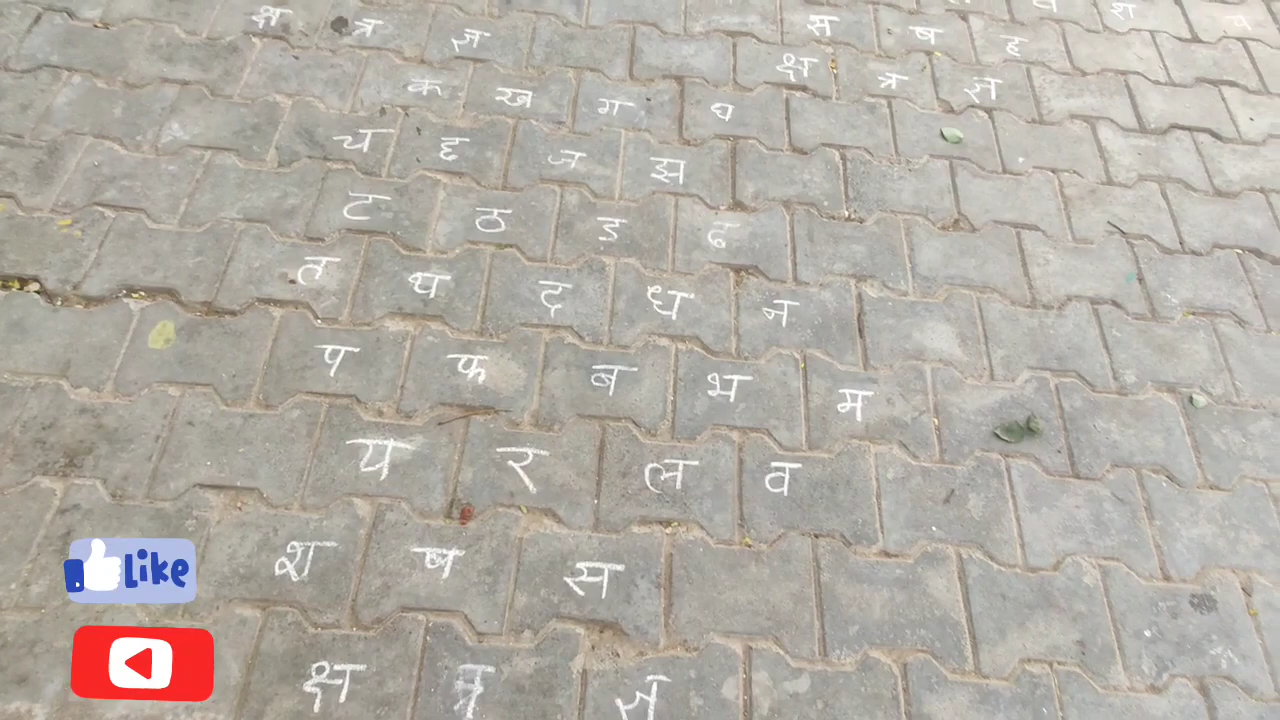 व श
स ष ह
क्ष त्र ज्ञ
क्ष त्र ज्ञ
क ख ग घ
च छ ज झ
ट ठ ड ढ
त थ द ध न
प फ ब भ म
य र ल व
श ष स
क्ष त्र ज्ञ
Like